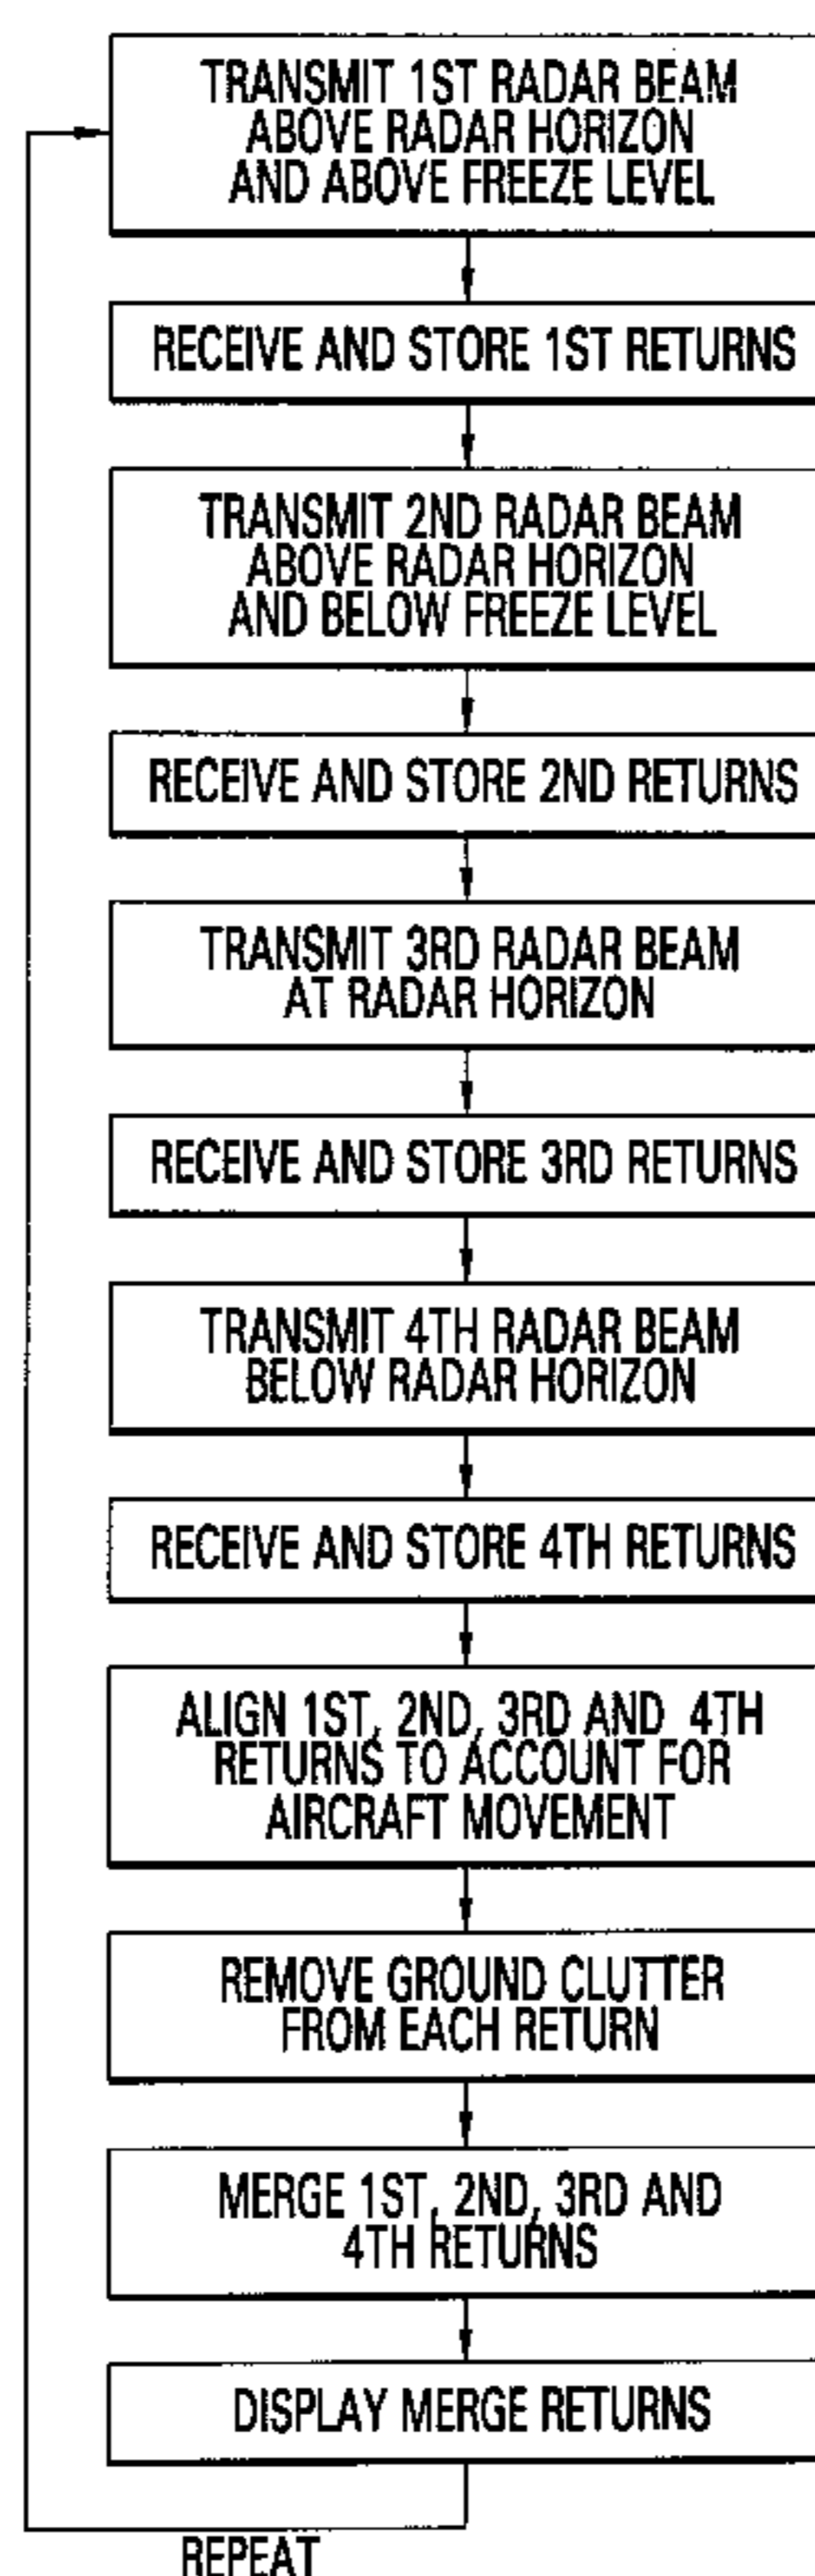 TRANSMIT 1ST RADAR BEAM
ABOVE RADAR HORIZON
AND ABOVE FREEZE LEVEL
RECEIVE AND STORE 1ST RETURNS
TRANSMIT 2ND RADAR BEAM
ABOVE RADAR HORIZON
AND BELOW FREEZE LEVEL
RECEIVE AND STORE 2ND RETURNS
TRANSMIT 3RD RADAR BEAM
AT RADAR HORIZON
RECEIVE AND STORE 3RD RETURNS
TRANSMIT 4TH RADAR BEAM
BELOW RADAR HORIZON
RECEIVE AND STORE 4TH RETURNS
ALIGN 1ST, 2ND, 3RD AND 4TH
RETURNS TO ACCOUNT FOR
AIRCRAFT MOVEMENT
REMOVE GROUND CLUTTER
FROM EACH RETURN
MERGE 1ST, 2ND, 3RD AND
4TH RETURNS
DISPLAY MERGE RETURNS
REPEAT